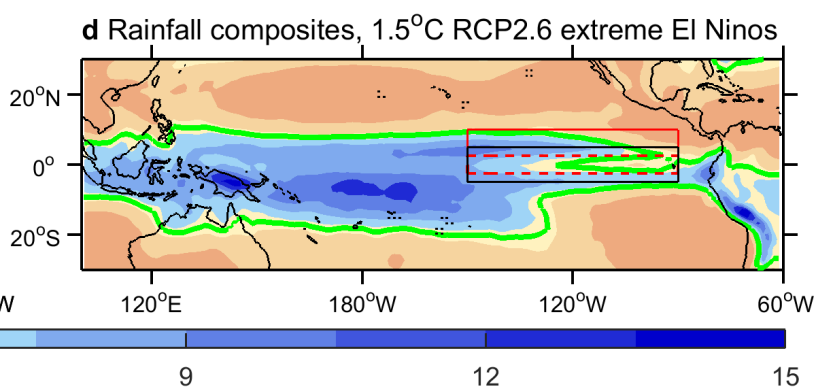 d Rainfall composites, 1.5°C RCP2.6 extreme El Ninos
20°N
0°
20°S
W 120°E 180°W 120°W 60°W
9 12 15